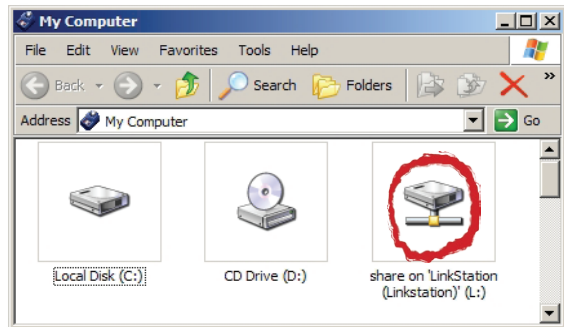 My Computer
File Edit View Favorites Tools Help
Back Search Folders »
Address My Computer Go
Local Disk (C:) CD Drive (D:) share on 'LinkStation
(Linkstation)' (L:)